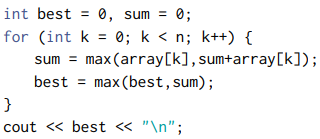 int best = 0, sum = 0;
for (int k = 0; k < n; k++) {
    sum = max(array[k],sum+array[k]);
    best = max(best,sum);
}
cout << best << "\n";